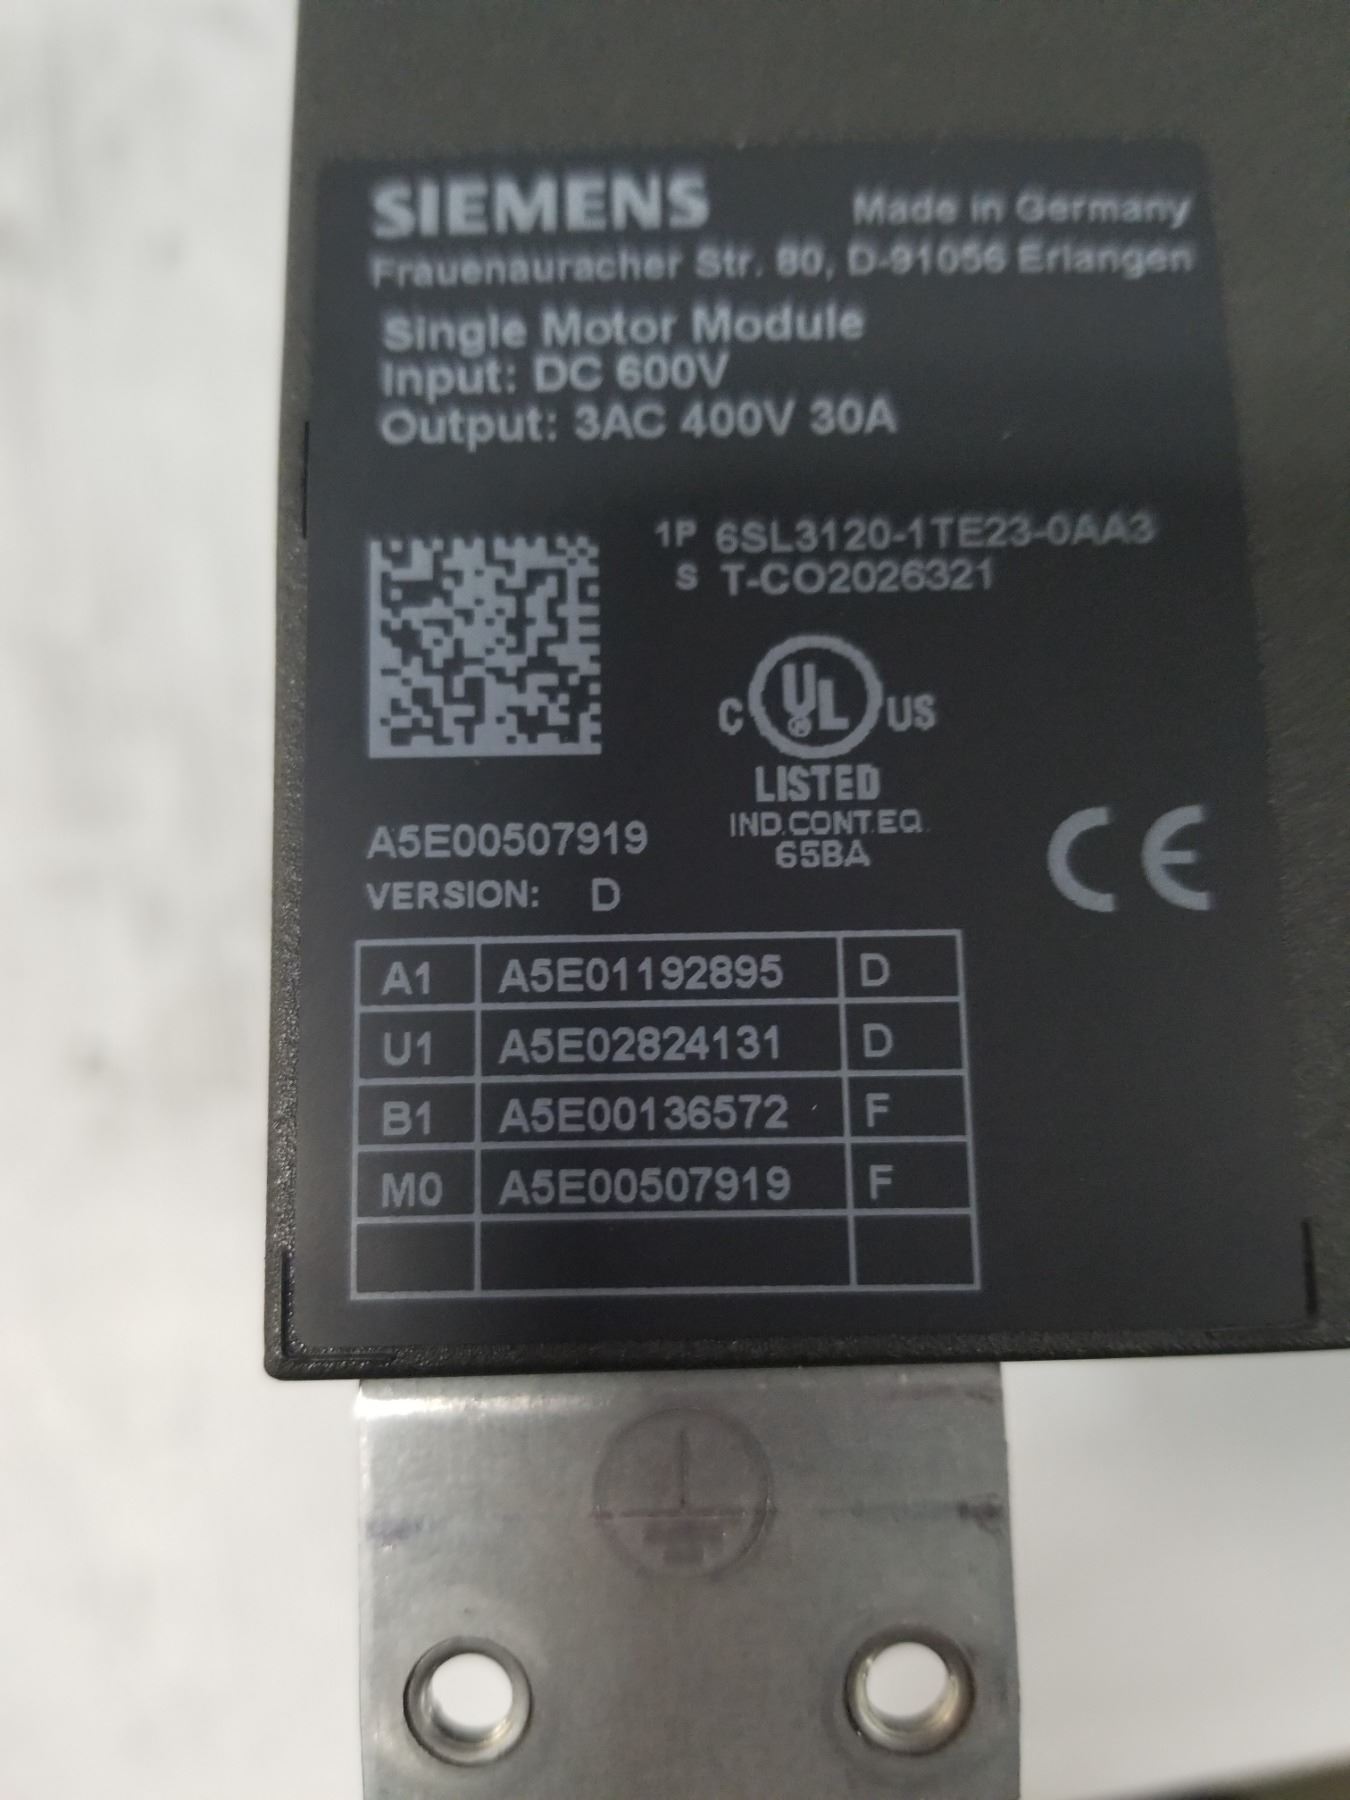 SIEMENS Made in Germany
Frauenauracher Str. 80, D-91056 Erlangen
Single Motor Module
Input: DC 600V
Output: 3AC 400V 30A
1P 6SL3120-1TE23-0AA3
S T-CO2026321
C UL US
LISTED
IND.CONT.EQ.
65BA
CE
A5E00507919
VERSION: D
A1 A5E01192895 D
U1 A5E02824131 D
B1 A5E00136572 F
M0 A5E00507919 F